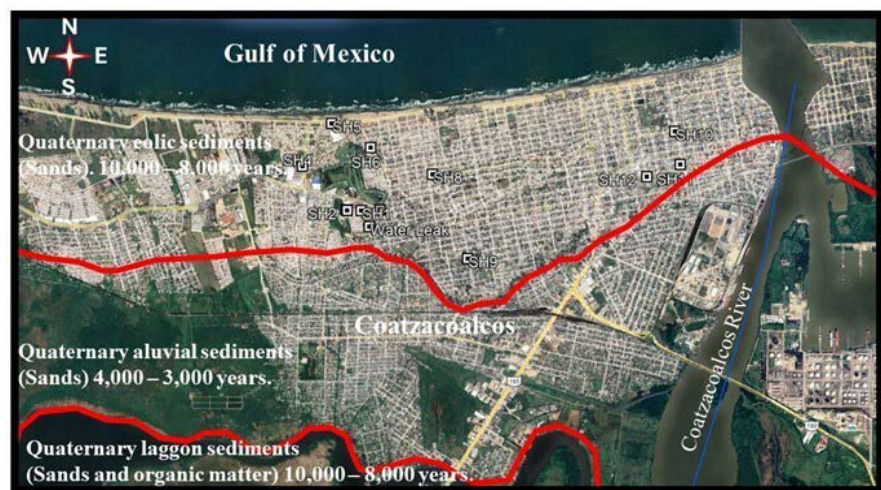 N
W E
S
Gulf of Mexico
SH5
SH10
Quaternary eolic sediments
(Sands). 10,000 – 8,000 years.
SH6
SH4
SH8
SH12
SH2
Water Leak
SH9
Coatzacoalcos
Quaternary aluvial sediments
(Sands) 4,000 – 3,000 years.
Coatzacoalcos River
180
Quaternary laggon sediments
(Sands and organic matter) 10,000 – 8,000 years.